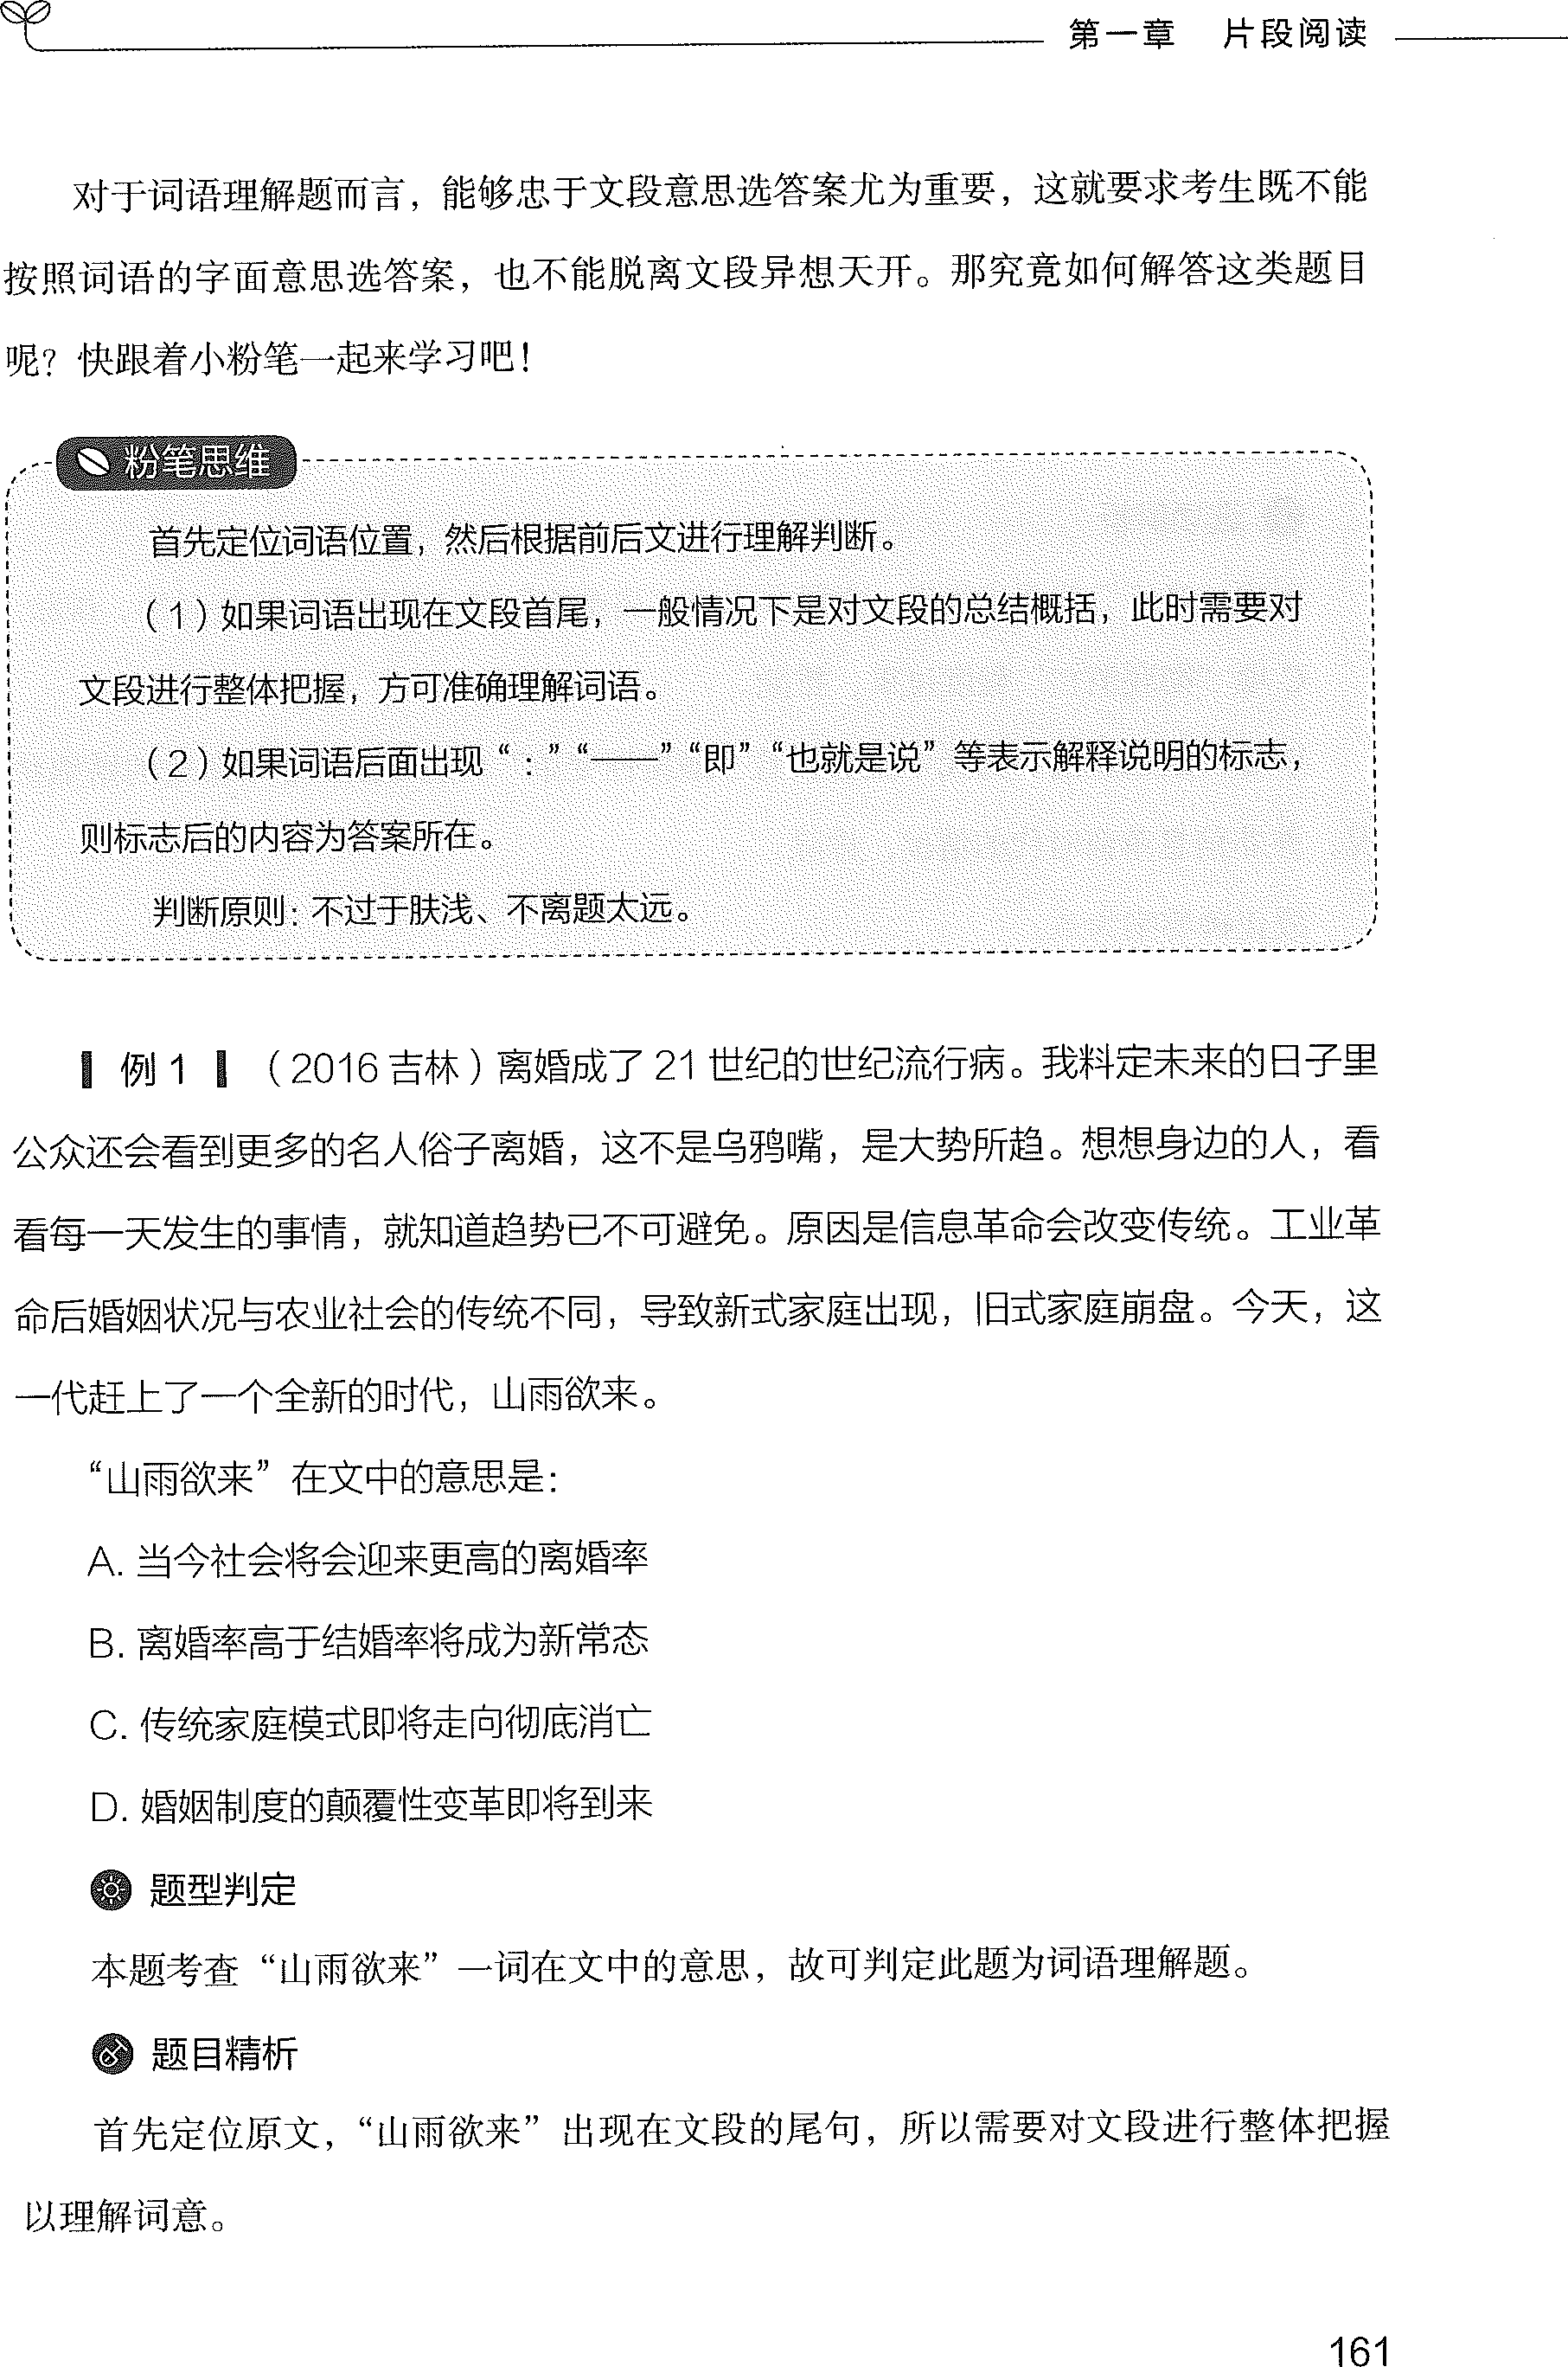 第一章 片段阅读
对于词语理解题而言，能够忠于文段意思选答案尤为重要，这就要求考生既不能
按照词语的字面意思选答案，也不能脱离文段异想天开。那究竟如何解答这类题目
呢？快跟着小粉笔一起来学习吧！
粉笔思维
首先定位词语位置，然后根据前后文进行理解判断。
（1）如果词语出现在文段首尾，一般情况下是对文段的总结概括，此时需要对
文段进行整体把握，方可准确理解词语。
（2）如果词语后面出现“：”“——”“即”“也就是说”等表示解释说明的标志，
则标志后的内容为答案所在。
判断原则：不过于肤浅、不离题太远。
例1 （2016吉林）离婚成了21世纪的世纪流行病。我料定未来的日子里
公众还会看到更多的名人俗子离婚，这不是乌鸦嘴，是大势所趋。想想身边的人，看
看每一天发生的事情，就知道趋势已不可避免。原因是信息革命会改变传统。工业革
命后婚姻状况与农业社会的传统不同，导致新式家庭出现，旧式家庭崩盘。今天，这
一代赶上了一个全新的时代，山雨欲来。
“山雨欲来”在文中的意思是：
A. 当今社会将会迎来更高的离婚率
B. 离婚率高于结婚率将成为新常态
C. 传统家庭模式即将走向彻底消亡
D. 婚姻制度的颠覆性变革即将到来
题型判定
本题考查“山雨欲来”一词在文中的意思，故可判定此题为词语理解题。
题目精析
首先定位原文，“山雨欲来”出现在文段的尾句，所以需要对文段进行整体把握
以理解词意。
161